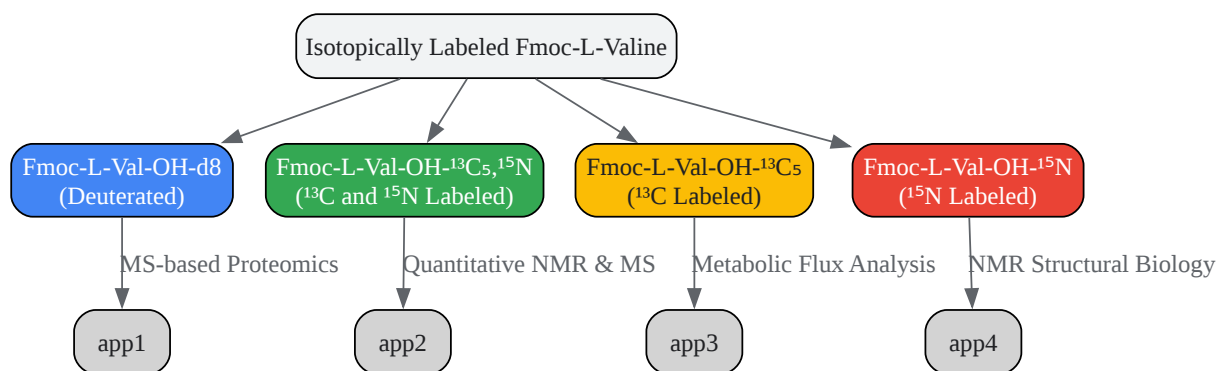 Isotopically Labeled Fmoc-L-Valine
Fmoc-L-Val-OH-d8
(Deuterated)
Fmoc-L-Val-OH-¹³C₅,¹⁵N
(¹³C and ¹⁵N Labeled)
Fmoc-L-Val-OH-¹³C₅
(¹³C Labeled)
Fmoc-L-Val-OH-¹⁵N
(¹⁵N Labeled)
MS-based Proteomics
Quantitative NMR & MS
Metabolic Flux Analysis
NMR Structural Biology
app1
app2
app3
app4